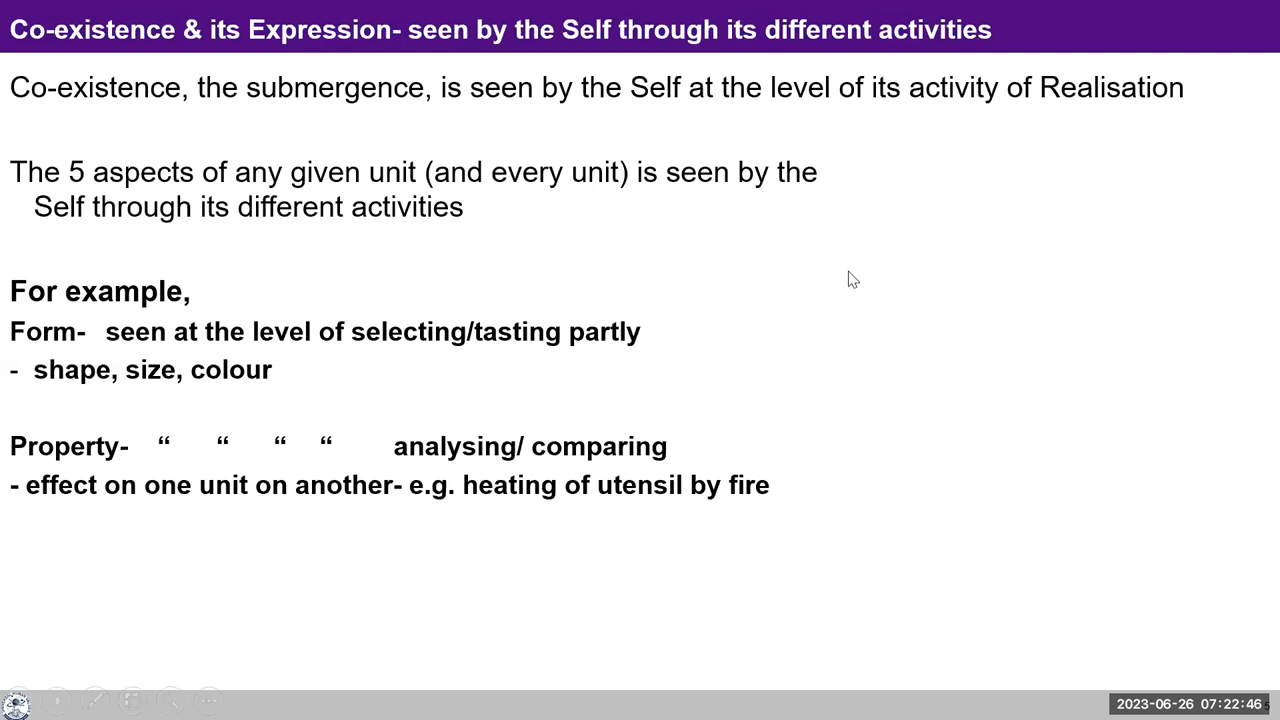 Co-existence & its Expression- seen by the Self through its different activities
Co-existence, the submergence, is seen by the Self at the level of its activity of Realisation
The 5 aspects of any given unit (and every unit) is seen by the
Self through its different activities
For example,
Form- seen at the level of selecting/tasting partly
- shape, size, colour
Property- “ “ “ “ analysing/ comparing
- effect on one unit on another- e.g. heating of utensil by fire
2023-06-26 07:22:46
5